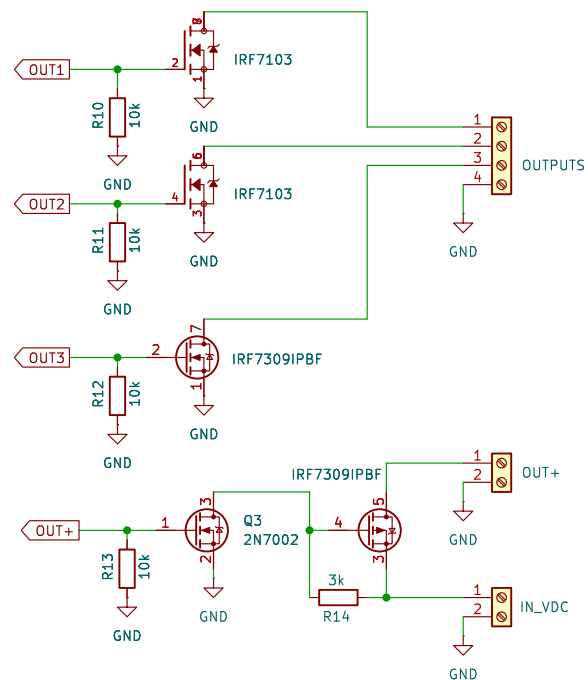 8
OUT1
2
IRF7103
R10
10k
1
GND
GND
1
2
3
4
OUTPUTS
6
OUT2
4
IRF7103
R11
10k
3
GND
GND
GND
7
OUT3
2
IRF7309IPBF
R12
10k
1
GND
GND
IRF7309IPBF
1
2
OUT+
3
5
OUT+
1
Q3
2N7002
4
GND
R13
10k
2
3
3k
R14
1
2
IN_VDC
GND
GND
GND